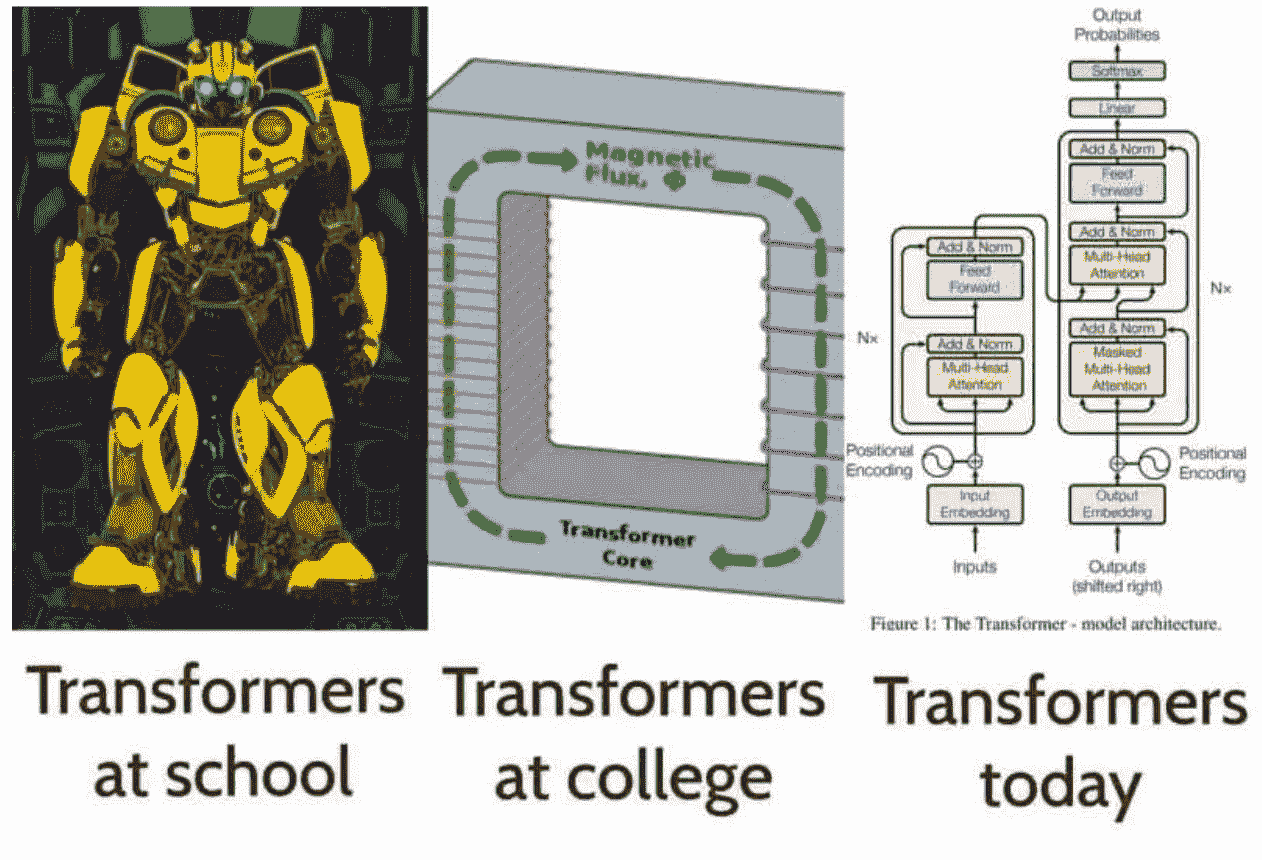 Magnetic
Flux, Φ
Transformer
Core
Output
Probabilities
Softmax
Linear
Add & Norm
Feed
Forward
Add & Norm
Multi-Head
Attention
Add & Norm
Masked
Multi-Head
Attention
Nx
Add & Norm
Feed
Forward
Add & Norm
Multi-Head
Attention
Nx
Positional
Encoding
Positional
Encoding
Input
Embedding
Output
Embedding
Inputs
Outputs
(shifted right)
Figure 1: The Transformer - model architecture.
Transformers
at school
Transformers
at college
Transformers
today